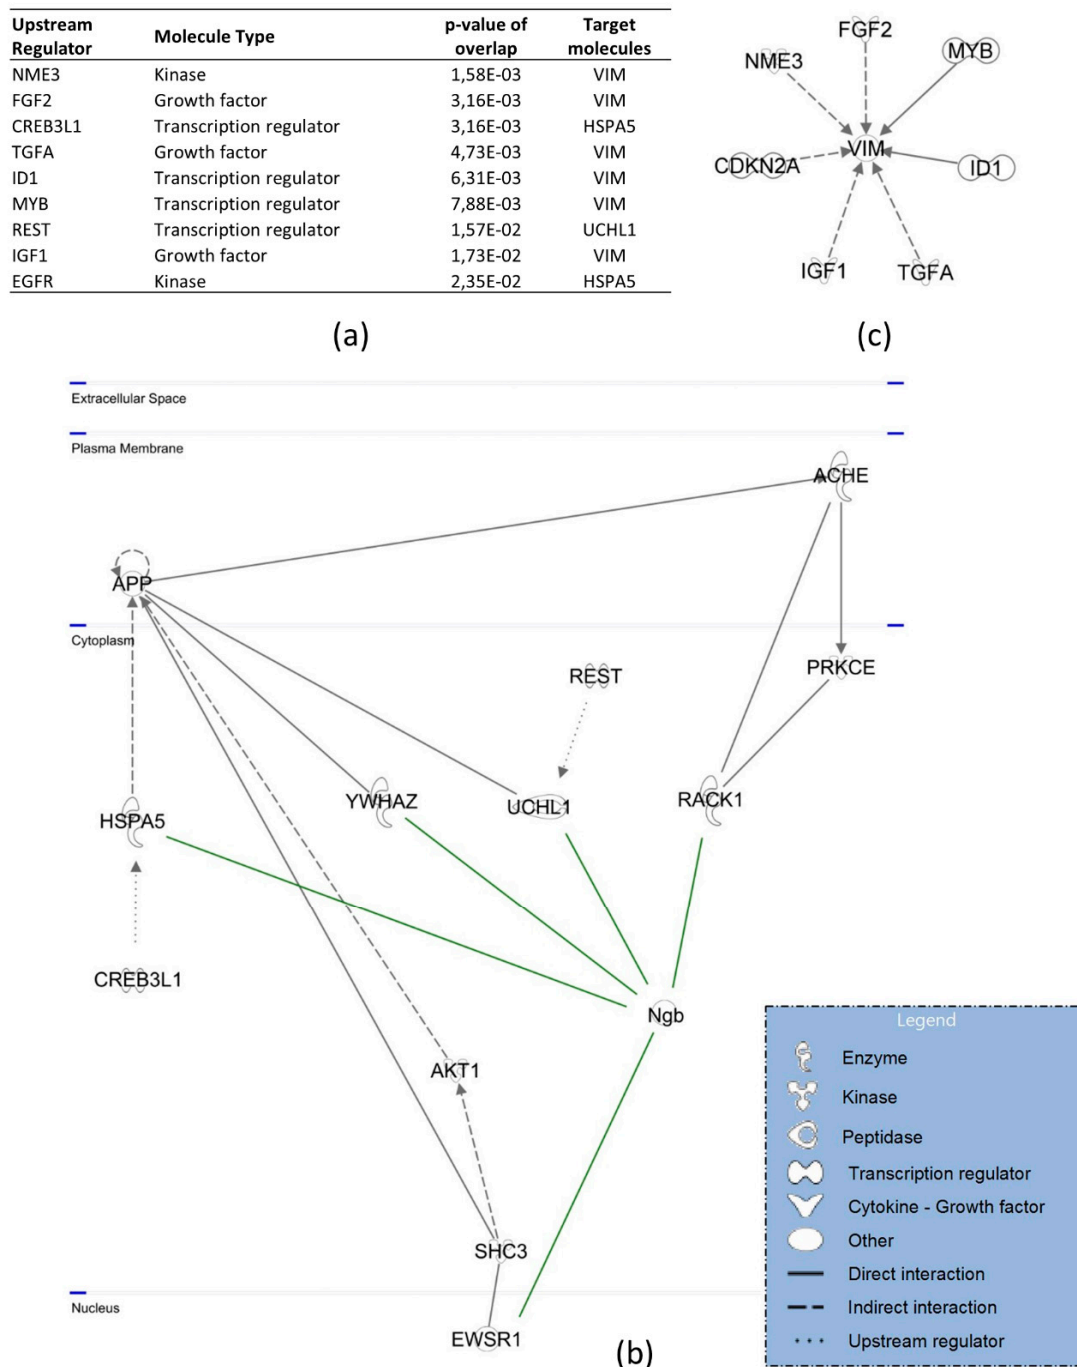 Upstream Regulator Molecule Type p-value of overlap Target molecules
NME3 Kinase 1,58E-03 VIM
FGF2 Growth factor 3,16E-03 VIM
CREB3L1 Transcription regulator 3,16E-03 HSPA5
TGFA Growth factor 4,73E-03 VIM
ID1 Transcription regulator 6,31E-03 VIM
MYB Transcription regulator 7,88E-03 VIM
REST Transcription regulator 1,57E-02 UCHL1
IGF1 Growth factor 1,73E-02 VIM
EGFR Kinase 2,35E-02 HSPA5
(a)
FGF2
NME3
MYB
VIM
CDKN2A
ID1
IGF1
TGFA
(c)
Extracellular Space
Plasma Membrane
ACHE
APP
Cytoplasm
REST
PRKCE
HSPA5
YWHAZ
UCHL1
RACK1
CREB3L1
Ngb
AKT1
SHC3
Nucleus
EWSR1
(b)
Legend
Enzyme
Kinase
Peptidase
Transcription regulator
Cytokine - Growth factor
Other
Direct interaction
Indirect interaction
Upstream regulator